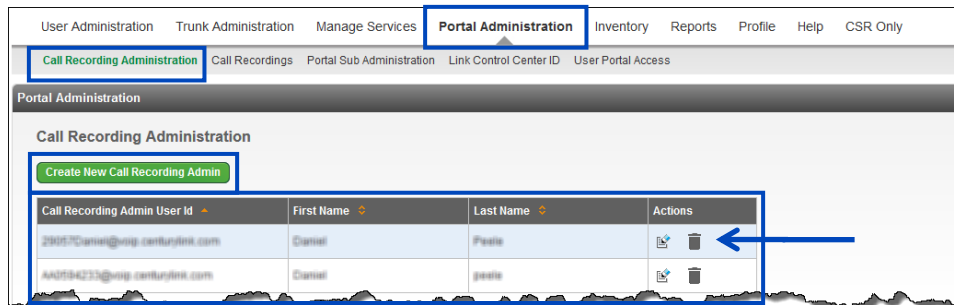 User Administration Trunk Administration Manage Services Portal Administration Inventory Reports Profile Help CSR Only
Call Recording Administration Call Recordings Portal Sub Administration Link Control Center ID User Portal Access
Portal Administration
Call Recording Administration
Create New Call Recording Admin
Call Recording Admin User Id First Name Last Name Actions
Daniel
Daniel